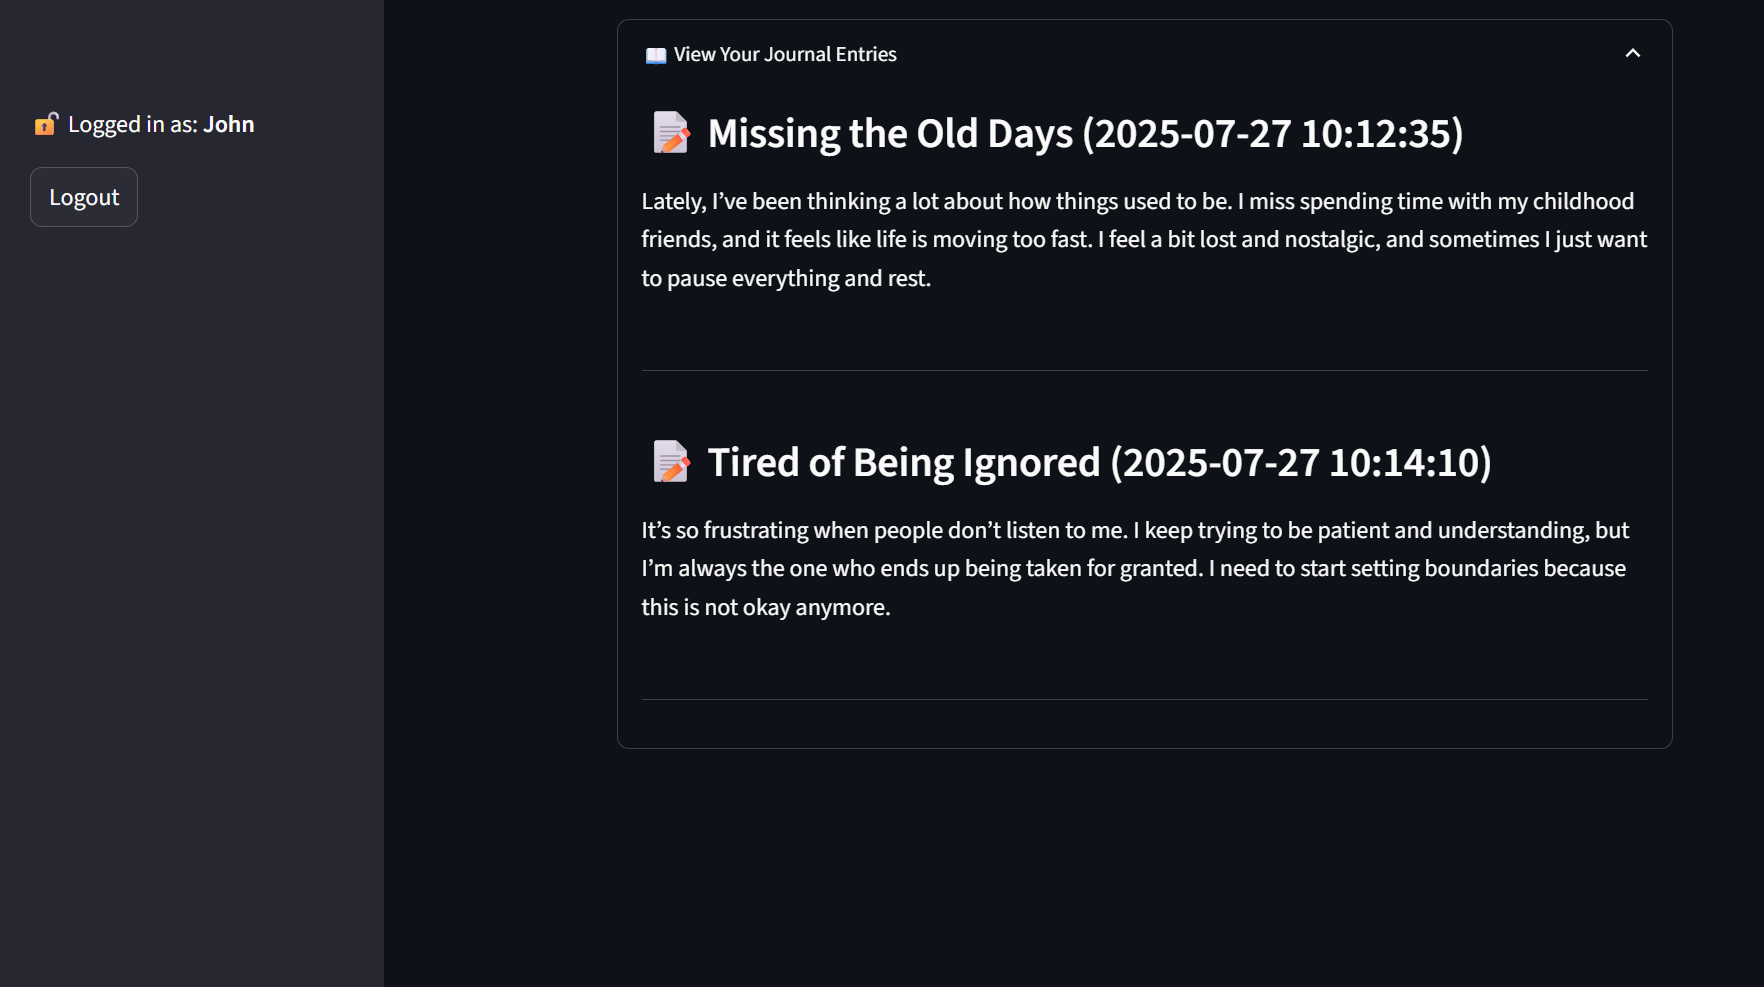 Logged in as: John
Logout
View Your Journal Entries
Missing the Old Days (2025-07-27 10:12:35)
Lately, I’ve been thinking a lot about how things used to be. I miss spending time with my childhood
friends, and it feels like life is moving too fast. I feel a bit lost and nostalgic, and sometimes I just want
to pause everything and rest.
Tired of Being Ignored (2025-07-27 10:14:10)
It’s so frustrating when people don’t listen to me. I keep trying to be patient and understanding, but
I’m always the one who ends up being taken for granted. I need to start setting boundaries because
this is not okay anymore.